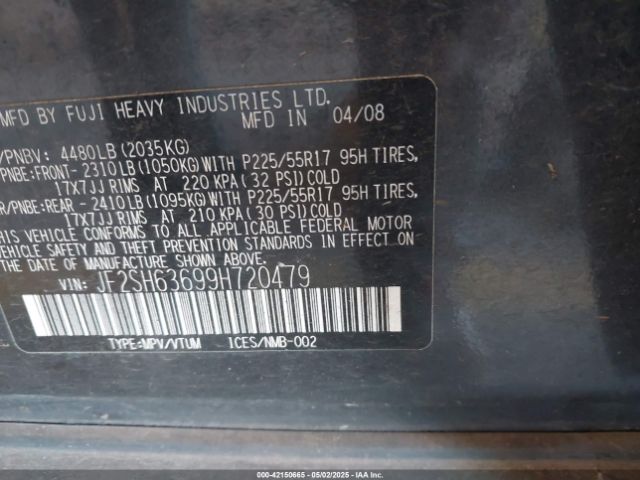 MFD BY FUJI HEAVY INDUSTRIES LTD.
MFD IN 04/08
/PNBV: 4480LB (2035KG)
PNBE:FRONT- 2310LB (1050KG) WITH P225/55R17 95H TIRES,
17X7JJ RIMS AT 220 KPA (32 PSI) COLD
R/PNBE:REAR - 2410LB (1095KG) WITH P225/55R17 95H TIRES,
17X7JJ RIMS AT 210 KPA (30 PSI) COLD
THIS VEHICLE CONFORMS TO ALL APPLICABLE FEDERAL MOTOR
VEHICLE SAFETY AND THEFT PREVENTION STANDARDS IN EFFECT ON THE
DATE OF MANUFACTURE SHOWN ABOVE.
VIN: JF2SH63699H720479
TYPE:MPV/VTUM ICES/NMB-002
000-42150665 - 05/02/2025 - IAA Inc.